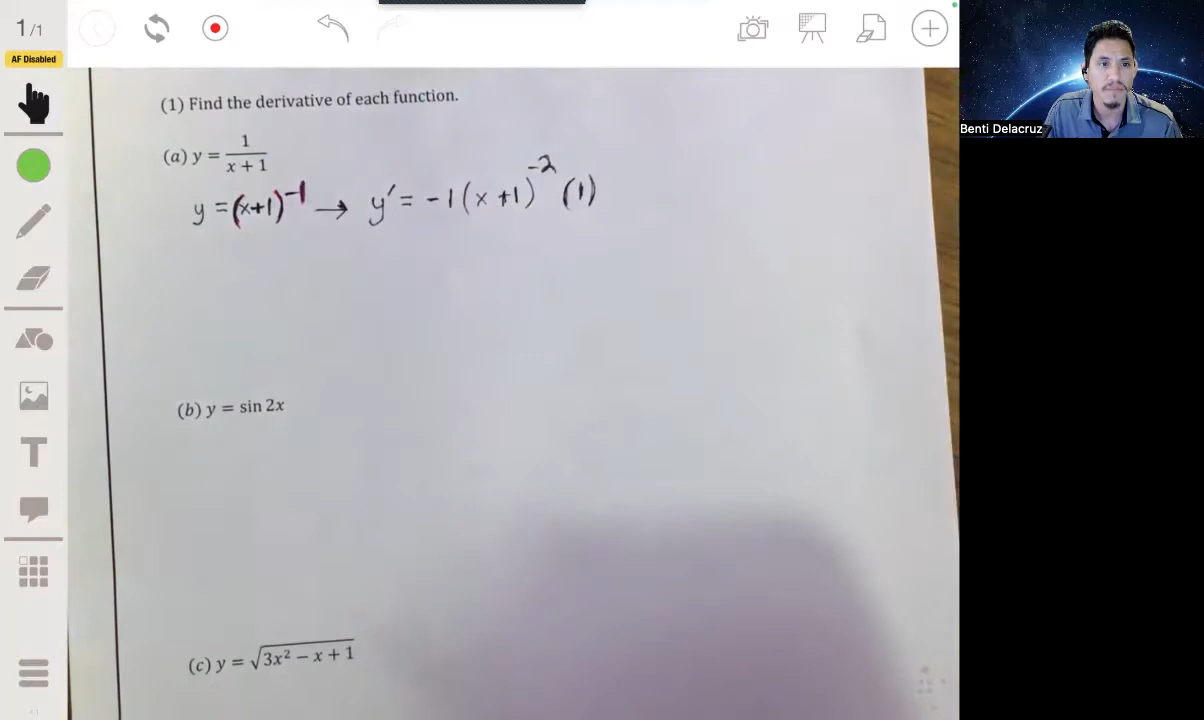 1/1
AF Disabled
Benti Delacruz
(1) Find the derivative of each function.
(a) y = 1/(x + 1)
y = (x+1)⁻¹ → y′ = -1(x+1)⁻² (1)
(b) y = sin 2x
(c) y = √(3x² − x + 1)
T